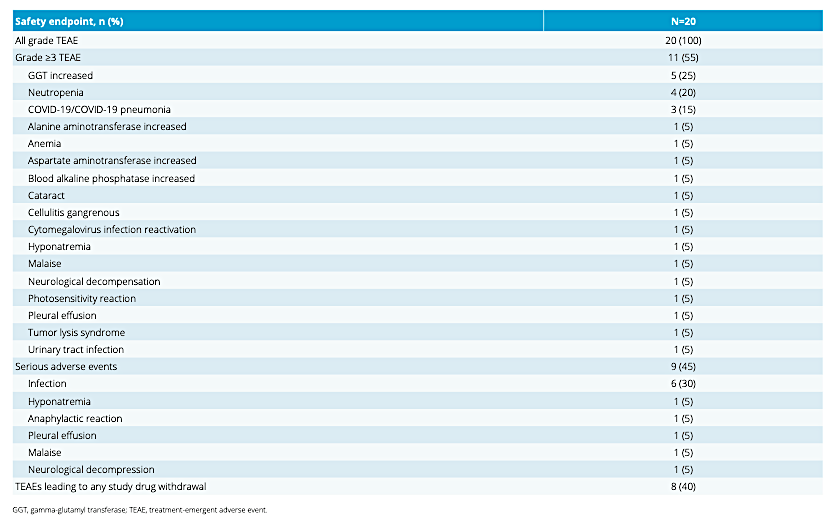 Safety endpoint, n (%) N=20
All grade TEAE 20 (100)
Grade ≥3 TEAE 11 (55)
GGT increased 5 (25)
Neutropenia 4 (20)
COVID-19/COVID-19 pneumonia 3 (15)
Alanine aminotransferase increased 1 (5)
Anemia 1 (5)
Aspartate aminotransferase increased 1 (5)
Blood alkaline phosphatase increased 1 (5)
Cataract 1 (5)
Cellulitis gangrenous 1 (5)
Cytomegalovirus infection reactivation 1 (5)
Hyponatremia 1 (5)
Malaise 1 (5)
Neurological decompensation 1 (5)
Photosensitivity reaction 1 (5)
Pleural effusion 1 (5)
Tumor lysis syndrome 1 (5)
Urinary tract infection 1 (5)
Serious adverse events 9 (45)
Infection 6 (30)
Hyponatremia 1 (5)
Anaphylactic reaction 1 (5)
Pleural effusion 1 (5)
Malaise 1 (5)
Neurological decompression 1 (5)
TEAEs leading to any study drug withdrawal 8 (40)
GGT, gamma-glutamyl transferase; TEAE, treatment-emergent adverse event.